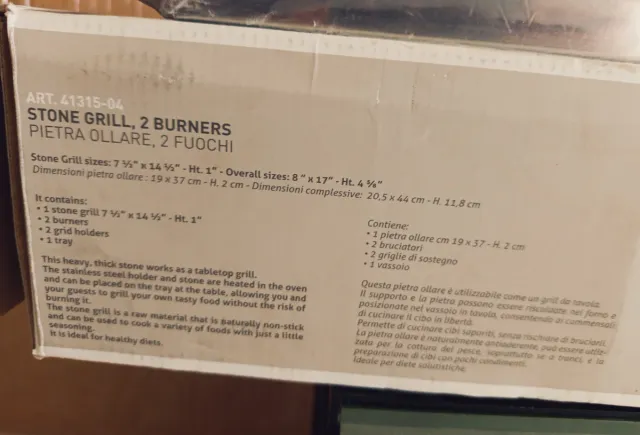 ART. 41315-04
STONE GRILL, 2 BURNERS
PIETRA OLLARE, 2 FUOCHI
Stone Grill sizes: 7 ½" x 14 ½" - Ht. 1" - Overall sizes: 8 " x 17" - Ht. 4 ⅝"
Dimensioni pietra ollare : 19 x 37 cm - H. 2 cm - Dimensioni complessive: 20,5 x 44 cm - H. 11,8 cm
It contains:
• 1 stone grill 7 ½" x 14 ½" - Ht. 1"
• 2 burners
• 2 grid holders
• 1 tray
This heavy, thick stone works as a tabletop grill.
The stainless steel holder and stone are heated in the oven
and can be placed on the tray at the table, allowing you and
your guests to grill your own tasty food without the risk of
burning it.
The stone grill is a raw material that is naturally non-stick
and can be used to cook a variety of foods with just a little
seasoning.
It is ideal for healthy diets.
Contiene:
• 1 pietra ollare cm 19 x 37 - H. 2 cm
• 2 bruciatori
• 2 griglie di sostegno
• 1 vassoio
Questa pietra ollare è utilizzabile come un grill da tavola.
Il supporto e la pietra possono essere riscaldate nel forno e
posizionate nel vassoio in tavola, consentendo ai commensali
di cucinare il cibo in libertà.
Permette di cucinare cibi saporiti, senza rischiare di bruciarli.
La pietra ollare è naturalmente antiaderente, può essere utiliz-
zata per la cottura del pesce, soprattutto se a tranci, e la
preparazione di cibi con pochi condimenti.
Ideale per diete salutistiche.